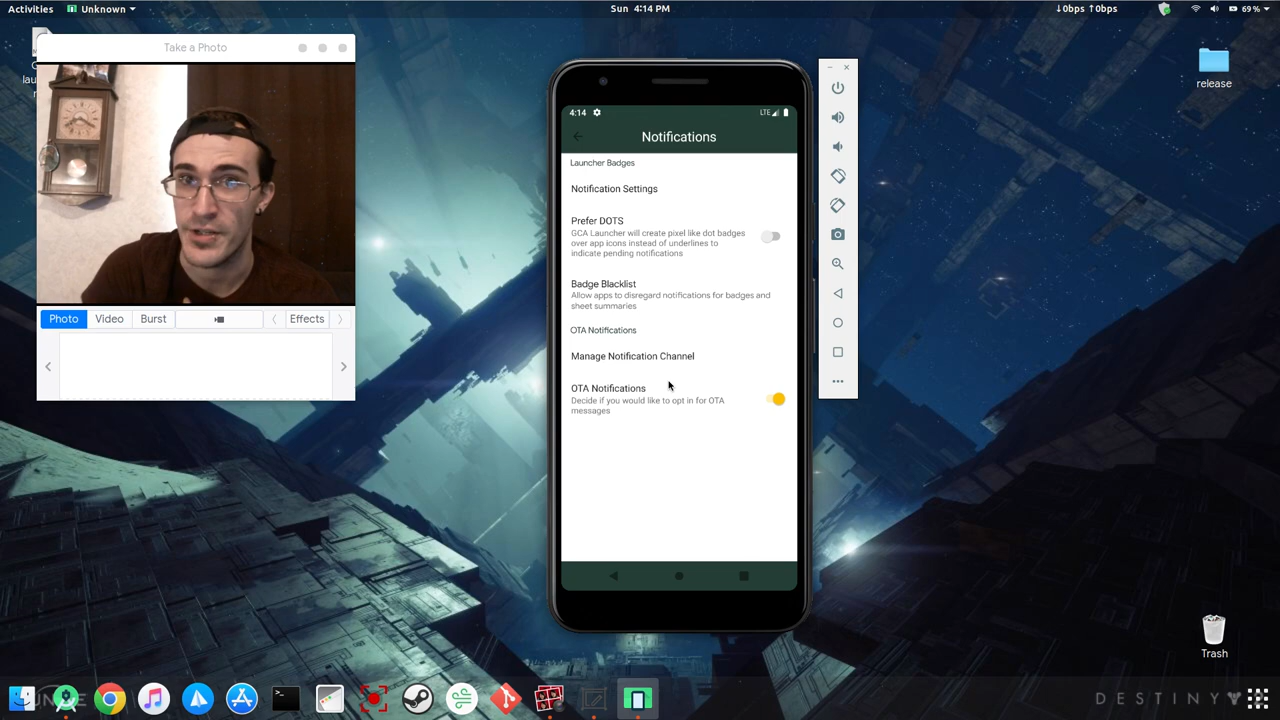 Activities
Unknown
Sun 4:14 PM
↓0bps ↑0bps
69 %
Take a Photo
Photo
Video
Burst
Effects
4:14
LTE
Notifications
Launcher Badges
Notification Settings
Prefer DOTS
GCA Launcher will create pixel like dot badges
over app icons instead of underlines to
indicate pending notifications
Badge Blacklist
Allow apps to disregard notifications for badges and
sheet summaries
OTA Notifications
Manage Notification Channel
OTA Notifications
Decide if you would like to opt in for OTA
messages
release
Trash
DESTINY